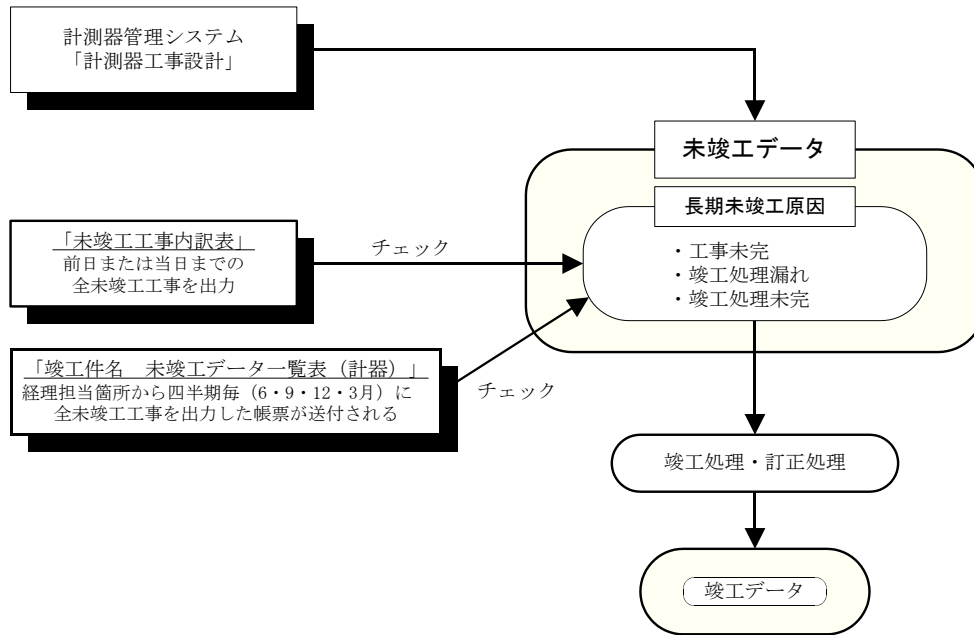 計測器管理システム
「計測器工事設計」
未竣工データ
長期未竣工原因
・工事未完
・竣工処理漏れ
・竣工処理未完
「未竣工工事内訳表」
前日または当日までの
全未竣工工事を出力
チェック
「竣工件名　未竣工データ一覧表（計器）」
経理担当箇所から四半期毎（6・9・12・3月）に
全未竣工工事を出力した帳票が送付される
チェック
竣工処理・訂正処理
竣工データ